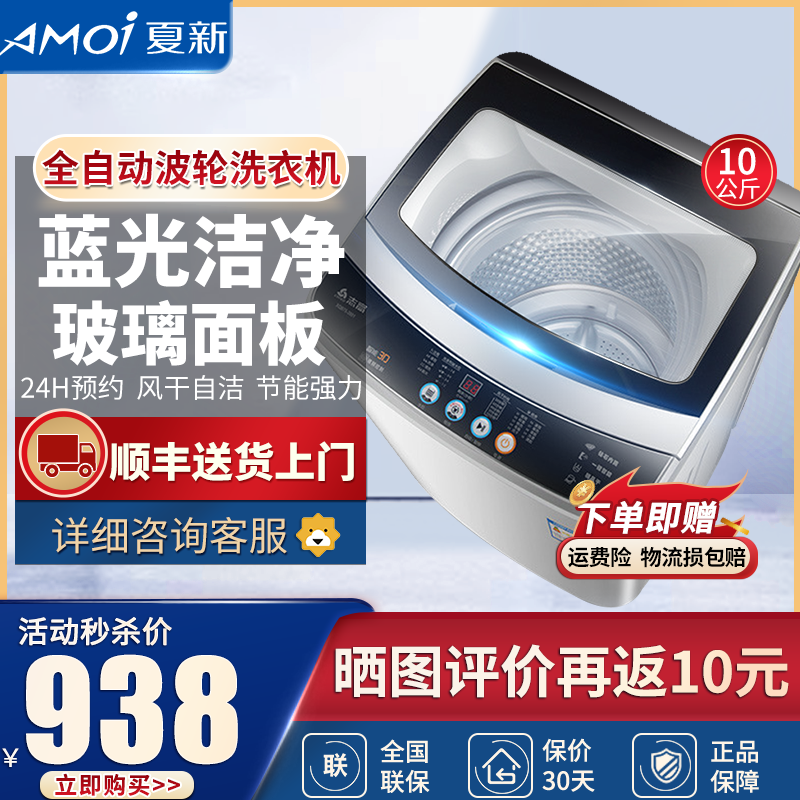 AMOi 夏新
全自动波轮洗衣机
10
公斤
蓝光洁净
玻璃面板
24H预约 风干自洁 节能强力
志高
顺丰送货上门
详细咨询客服
下单即赠
运费险 物流损包赔
活动秒杀价
¥938
立即购买>>
晒图评价再返10元
联
全国
联保
保价
30天
正品
保障